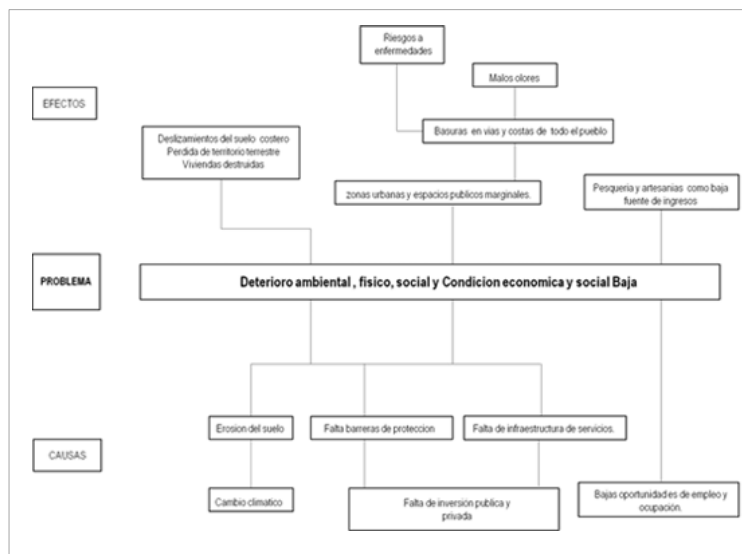 Riesgos a
enfermedades
Malos olores
EFECTOS
Basuras en vias y costas de todo el pueblo
Deslizamientos del suelo costero
Perdida de territorio terrestre
Viviendas destruidas
zonas urbanas y espacios publicos marginales.
Pesqueria y artesanias como baja
fuente de ingresos
PROBLEMA
Deterioro ambiental , fisico, social y Condicion economica y social Baja
Erosion del suelo
Falta barreras de proteccion
Falta de infraestructura de servicios.
CAUSAS
Cambio climatico
Falta de inversión publica y
privada
Bajas oportunidades de empleo y
ocupación.